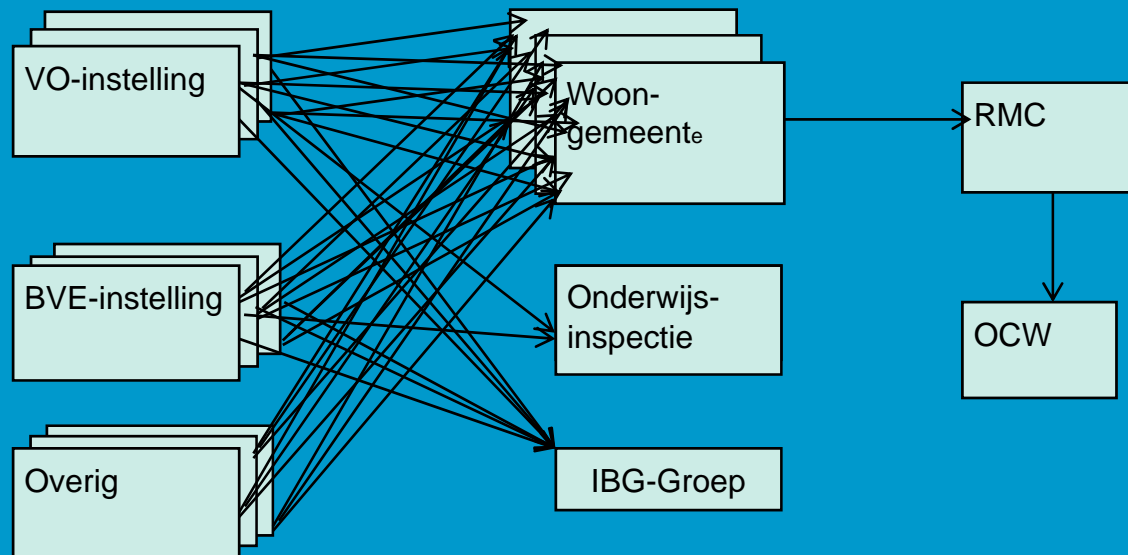 VO-instelling
Woon-
gemeente
RMC
BVE-instelling
Onderwijs-
inspectie
OCW
Overig
IBG-Groep